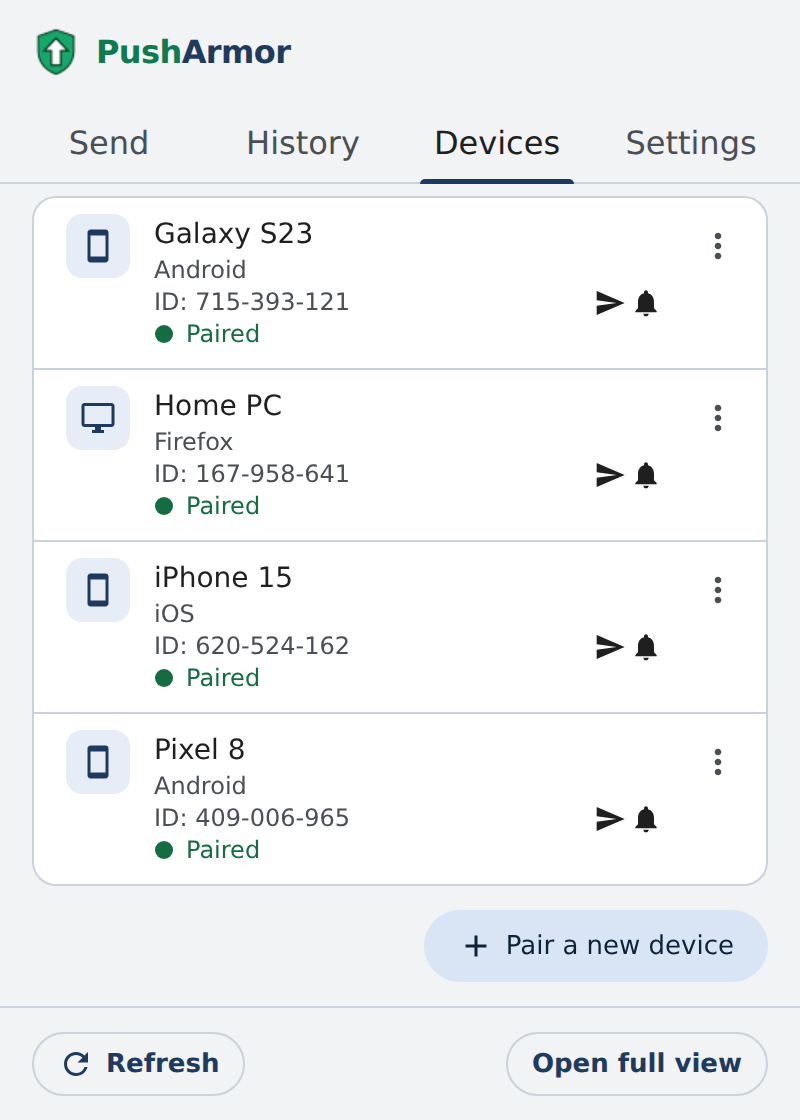 PushArmor
Send History Devices Settings
Galaxy S23
Android
ID: 715-393-121
Paired
Home PC
Firefox
ID: 167-958-641
Paired
iPhone 15
iOS
ID: 620-524-162
Paired
Pixel 8
Android
ID: 409-006-965
Paired
Pair a new device
Refresh Open full view